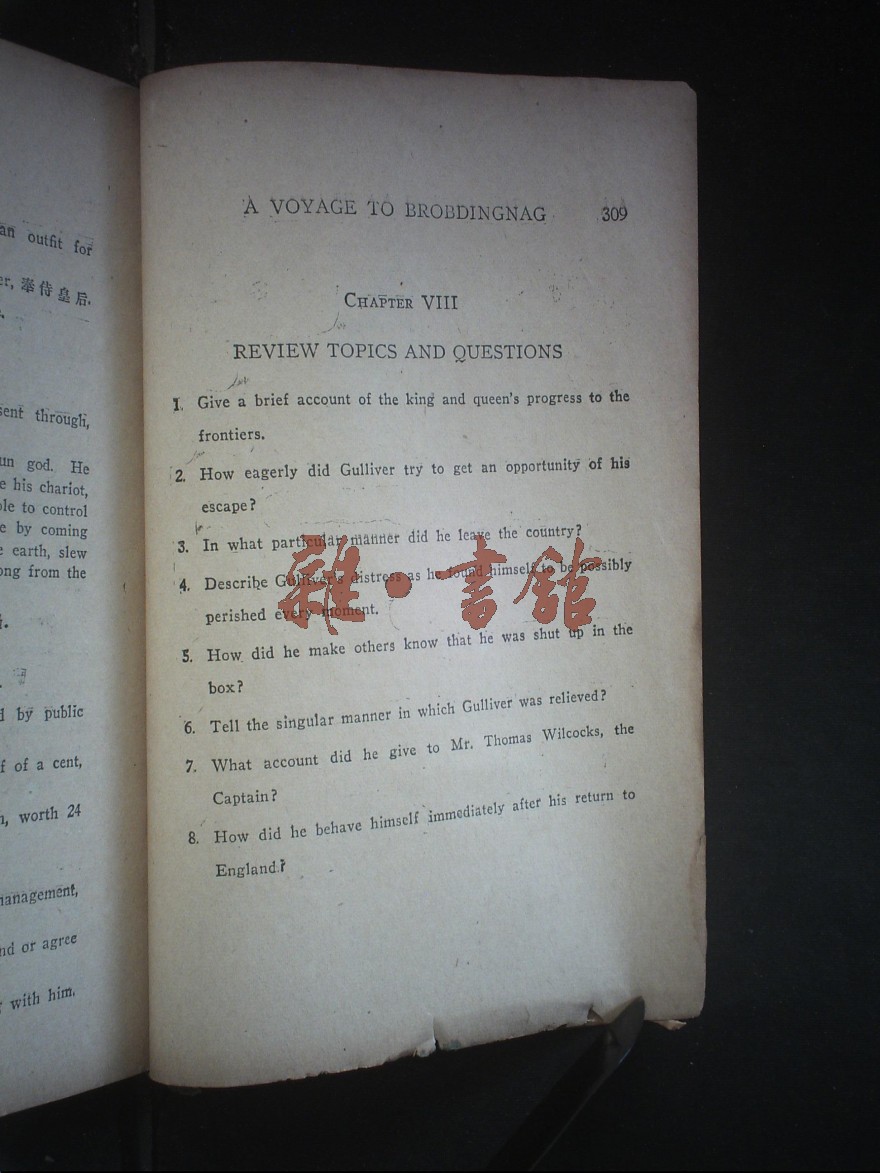 an outfit for
er, 奉侍皇后.
sent through,
un god. He
e his chariot,
ole to control
e by coming
e earth, slew
ong from the
d by public
f of a cent,
n, worth 24
management,
nd or agree
with him.
A VOYAGE TO BROBDINGNAG 309
CHAPTER VIII
REVIEW TOPICS AND QUESTIONS
1. Give a brief account of the king and queen's progress to the
frontiers.
2. How eagerly did Gulliver try to get an opportunity of his
escape?
3. In what particular manner did he leave the country?
4. Describe Gulliver's distress as he found himself to be possibly
perished every moment.
5. How did he make others know that he was shut up in the
box?
6. Tell the singular manner in which Gulliver was relieved?
7. What account did he give to Mr. Thomas Wilcocks, the
Captain?
8. How did he behave himself immediately after his return to
England?
雜·書館